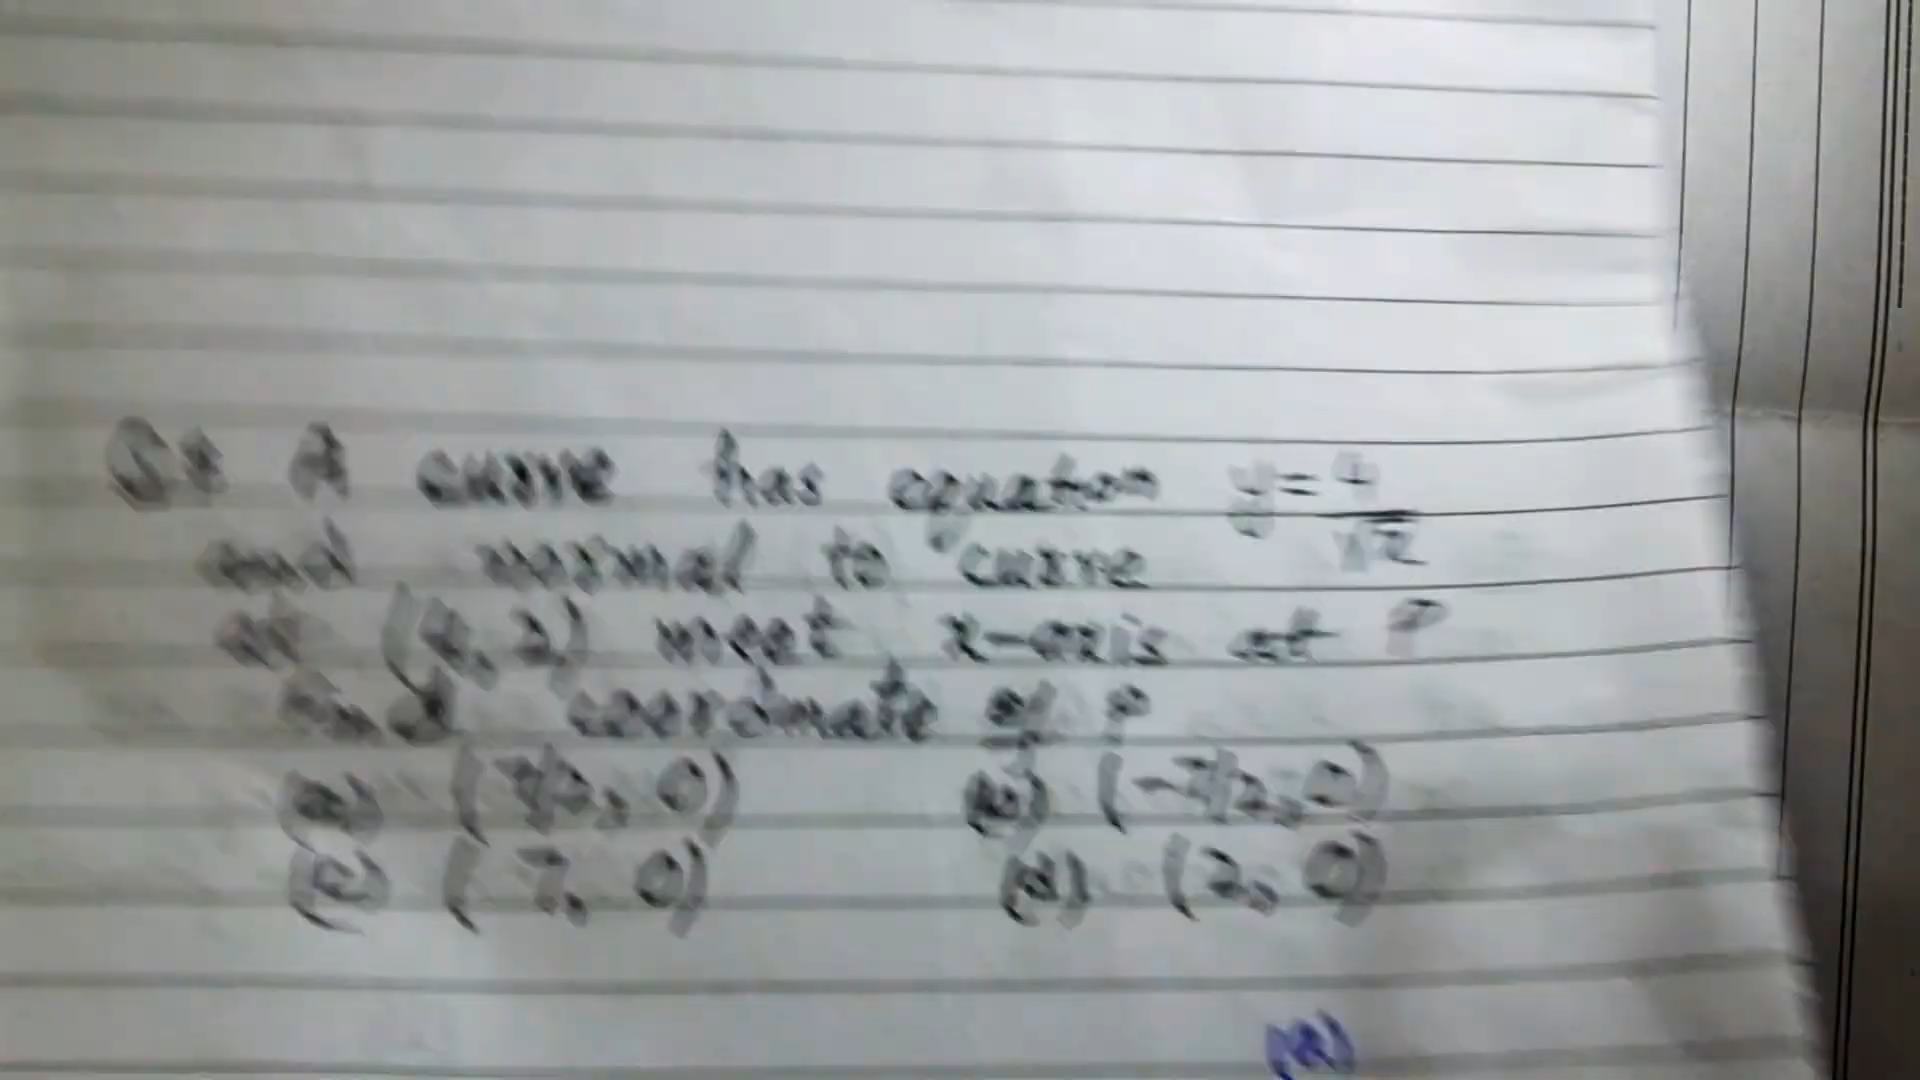 Q: A curve has equation y = 4/√x
and normal to curve
at (4, 2) meet x-axis at P
find coordinate of P
(a) (7/2, 0) (b) (-7/2, 0)
(c) (7, 0) (d) (2, 0)
(a)